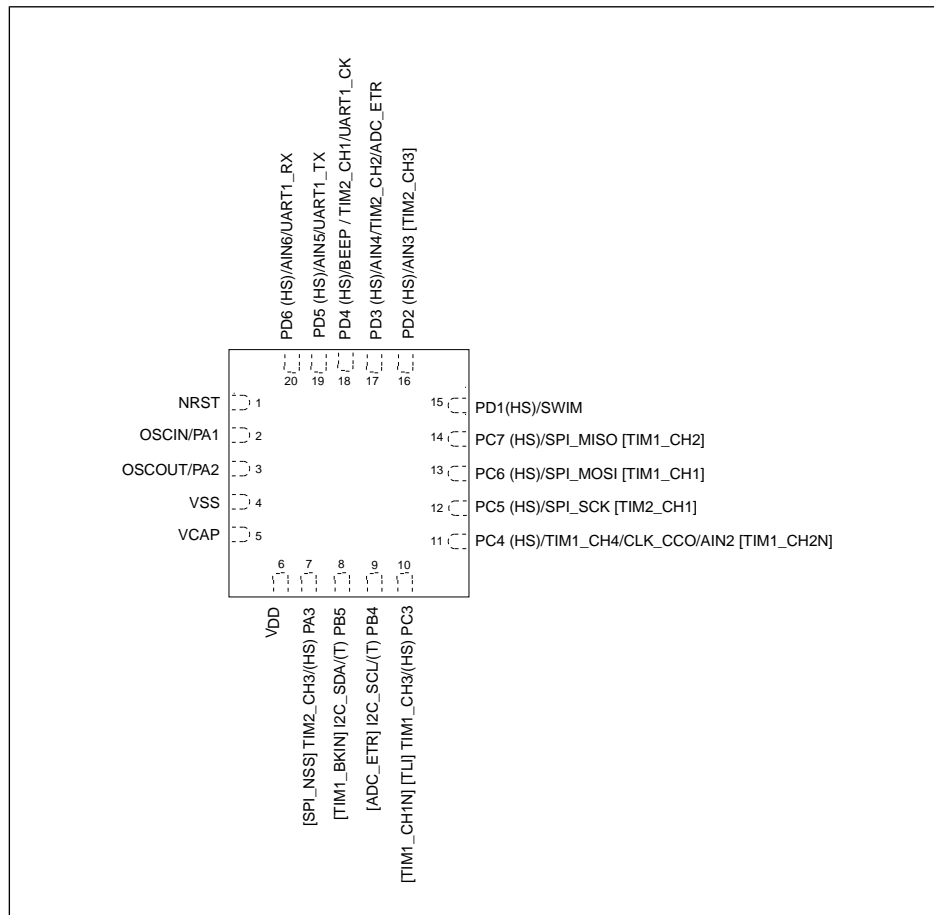 PD6 (HS)/AIN6/UART1_RX
PD5 (HS)/AIN5/UART1_TX
PD4 (HS)/BEEP / TIM2_CH1/UART1_CK
PD3 (HS)/AIN4/TIM2_CH2/ADC_ETR
PD2 (HS)/AIN3 [TIM2_CH3]
20
19
18
17
16
NRST
1
OSCIN/PA1
2
OSCOUT/PA2
3
VSS
4
VCAP
5
15
PD1(HS)/SWIM
14
PC7 (HS)/SPI_MISO [TIM1_CH2]
13
PC6 (HS)/SPI_MOSI [TIM1_CH1]
12
PC5 (HS)/SPI_SCK [TIM2_CH1]
11
PC4 (HS)/TIM1_CH4/CLK_CCO/AIN2 [TIM1_CH2N]
6
7
8
9
10
VDD
[SPI_NSS] TIM2_CH3/(HS) PA3
[TIM1_BKIN] I2C_SDA/(T) PB5
[ADC_ETR] I2C_SCL/(T) PB4
[TIM1_CH1N] [TLI] TIM1_CH3/(HS) PC3